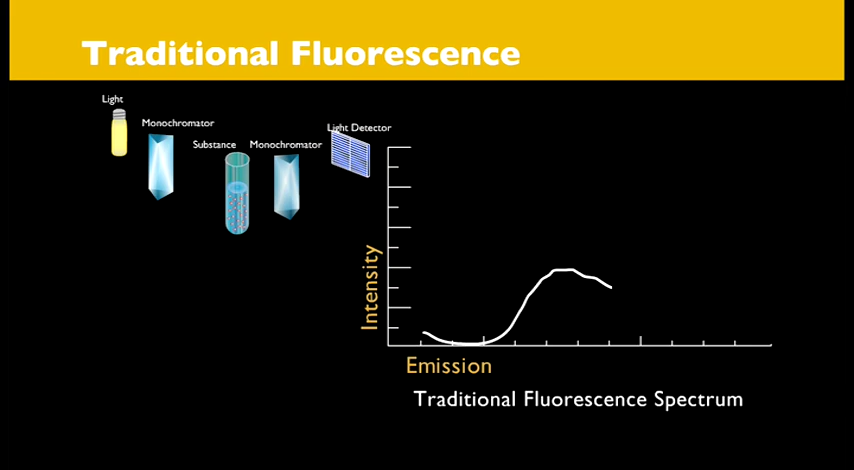 Traditional Fluorescence
Light
Monochromator
Substance
Monochromator
Light Detector
Intensity
Emission
Traditional Fluorescence Spectrum